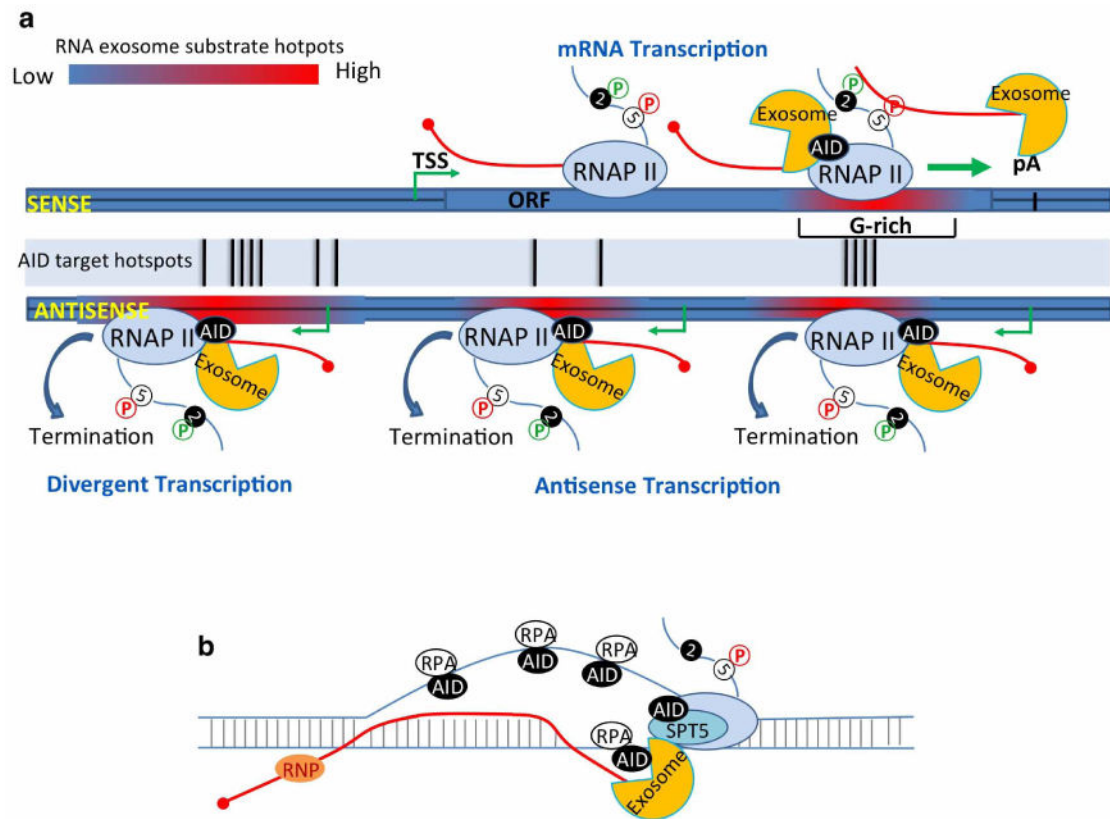 a
RNA exosome substrate hotpots
Low High
mRNA Transcription
2 P 5 P
2 P 5 P
Exosome
Exosome
AID
TSS
RNAP II
RNAP II
pA
SENSE
ORF
G-rich
AID target hotspots
ANTISENSE
RNAP II AID
RNAP II AID
RNAP II AID
Exosome
Exosome
Exosome
P 5
P 5
P 5
P 2
P 2
P 2
Termination
Termination
Termination
Divergent Transcription
Antisense Transcription
b
RPA
AID
RPA
AID
RPA
AID
2 5 P
AID
SPT5
RPA
AID
RNP
Exosome